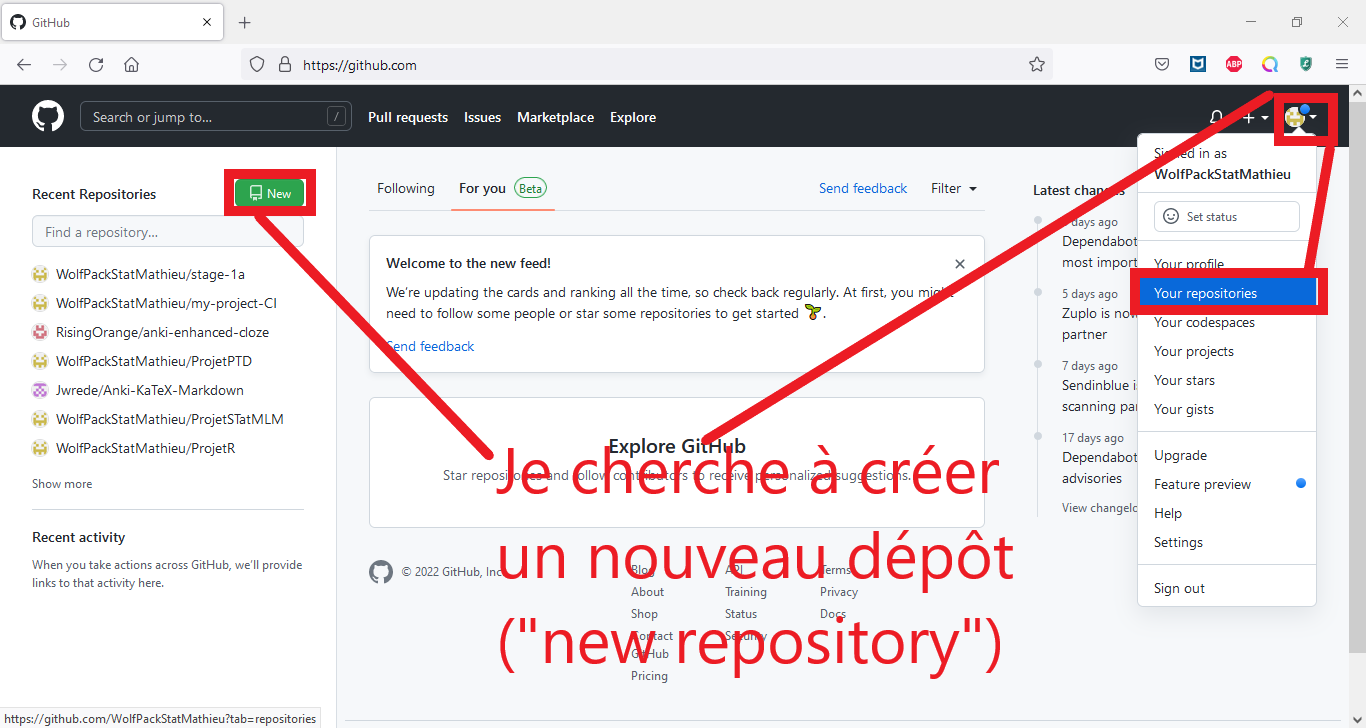 GitHub
https://github.com
ABP
Search or jump to... /
Pull requests
Issues
Marketplace
Explore
Recent Repositories
New
Find a repository...
WolfPackStatMathieu/stage-1a
WolfPackStatMathieu/my-project-CI
RisingOrange/anki-enhanced-cloze
WolfPackStatMathieu/ProjetPTD
Jwrede/Anki-KaTeX-Markdown
WolfPackStatMathieu/ProjetSTatMLM
WolfPackStatMathieu/ProjetR
Show more
Recent activity
When you take actions across GitHub, we'll provide
links to that activity here.
Following
For you Beta
Send feedback
Filter
Welcome to the new feed!
We're updating the cards and ranking all the time, so check back regularly. At first, you might
need to follow some people or star some repositories to get started 🌱.
Send feedback
Explore GitHub
Star repositories and follow contributors to receive personalized suggestions.
Je cherche à créer
un nouveau dépôt
("new repository")
© 2022 GitHub, Inc.
Blog
About
Shop
Contact
GitHub
Pricing
API
Training
Status
Security
Terms
Privacy
Docs
Latest changes
days ago
Dependabot
most import
5 days ago
Zuplo is now
partner
7 days ago
Sendinblue i
scanning par
17 days ago
Dependabot
advisories
View changelo
Signed in as
WolfPackStatMathieu
Set status
Your profile
Your repositories
Your codespaces
Your projects
Your stars
Your gists
Upgrade
Feature preview
Help
Settings
Sign out
https://github.com/WolfPackStatMathieu?tab=repositories